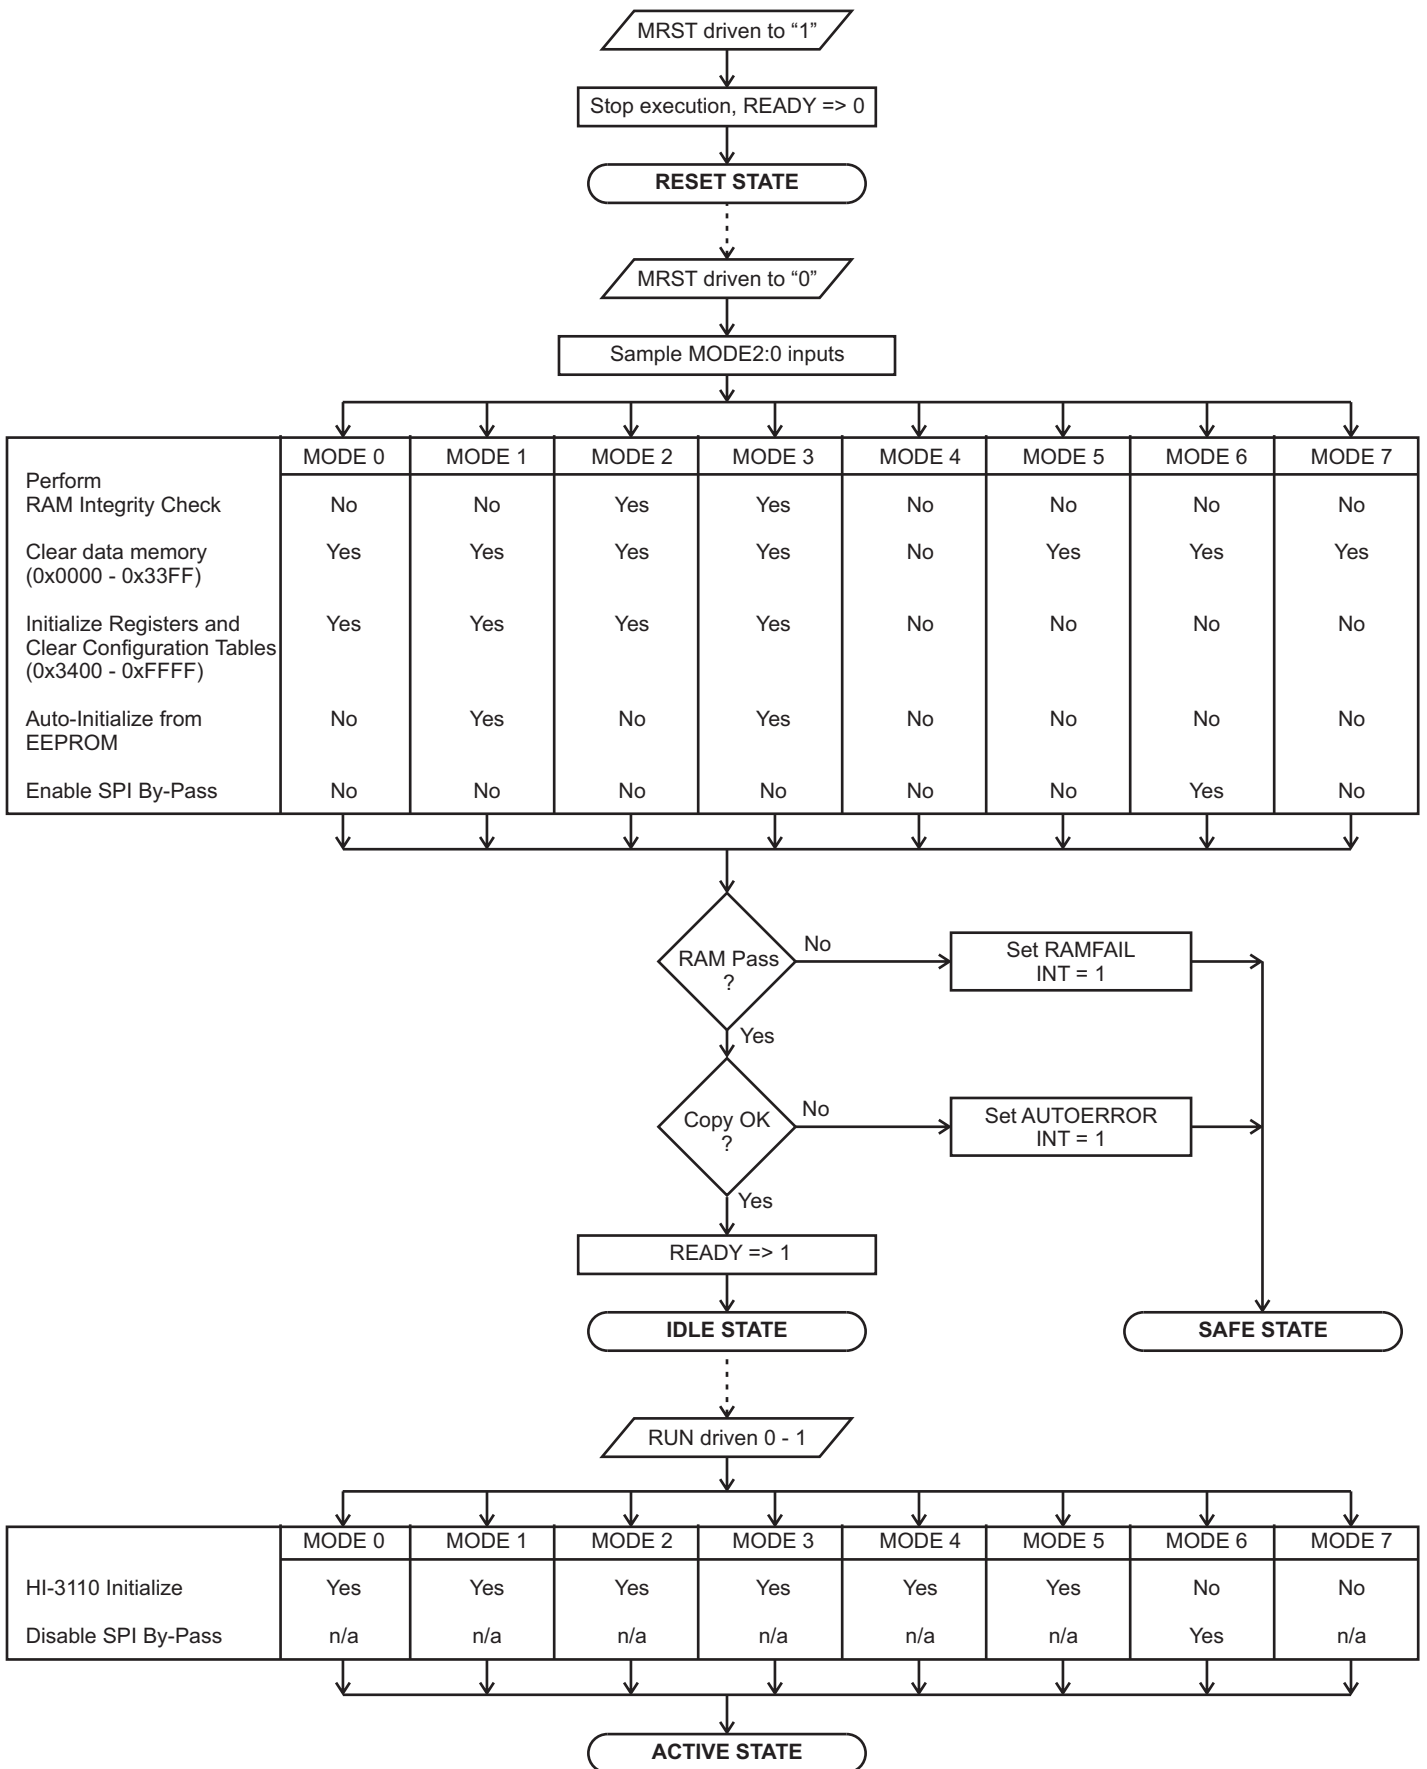 MRST driven to “1”
Stop execution, READY => 0
RESET STATE
MRST driven to “0”
Sample MODE2:0 inputs
MODE 0 MODE 1 MODE 2 MODE 3 MODE 4 MODE 5 MODE 6 MODE 7
Perform
RAM Integrity Check No No Yes Yes No No No No
Clear data memory Yes Yes Yes Yes No Yes Yes Yes
(0x0000 - 0x33FF)
Initialize Registers and Yes Yes Yes Yes No No No No
Clear Configuration Tables
(0x3400 - 0xFFFF)
Auto-Initialize from No Yes No Yes No No No No
EEPROM
Enable SPI By-Pass No No No No No No Yes No
RAM Pass
?
No
Set RAMFAIL
INT = 1
Yes
Copy OK
?
No
Set AUTOERROR
INT = 1
Yes
READY => 1
IDLE STATE
SAFE STATE
RUN driven 0 - 1
MODE 0 MODE 1 MODE 2 MODE 3 MODE 4 MODE 5 MODE 6 MODE 7
HI-3110 Initialize Yes Yes Yes Yes Yes Yes No No
Disable SPI By-Pass n/a n/a n/a n/a n/a n/a Yes n/a
ACTIVE STATE